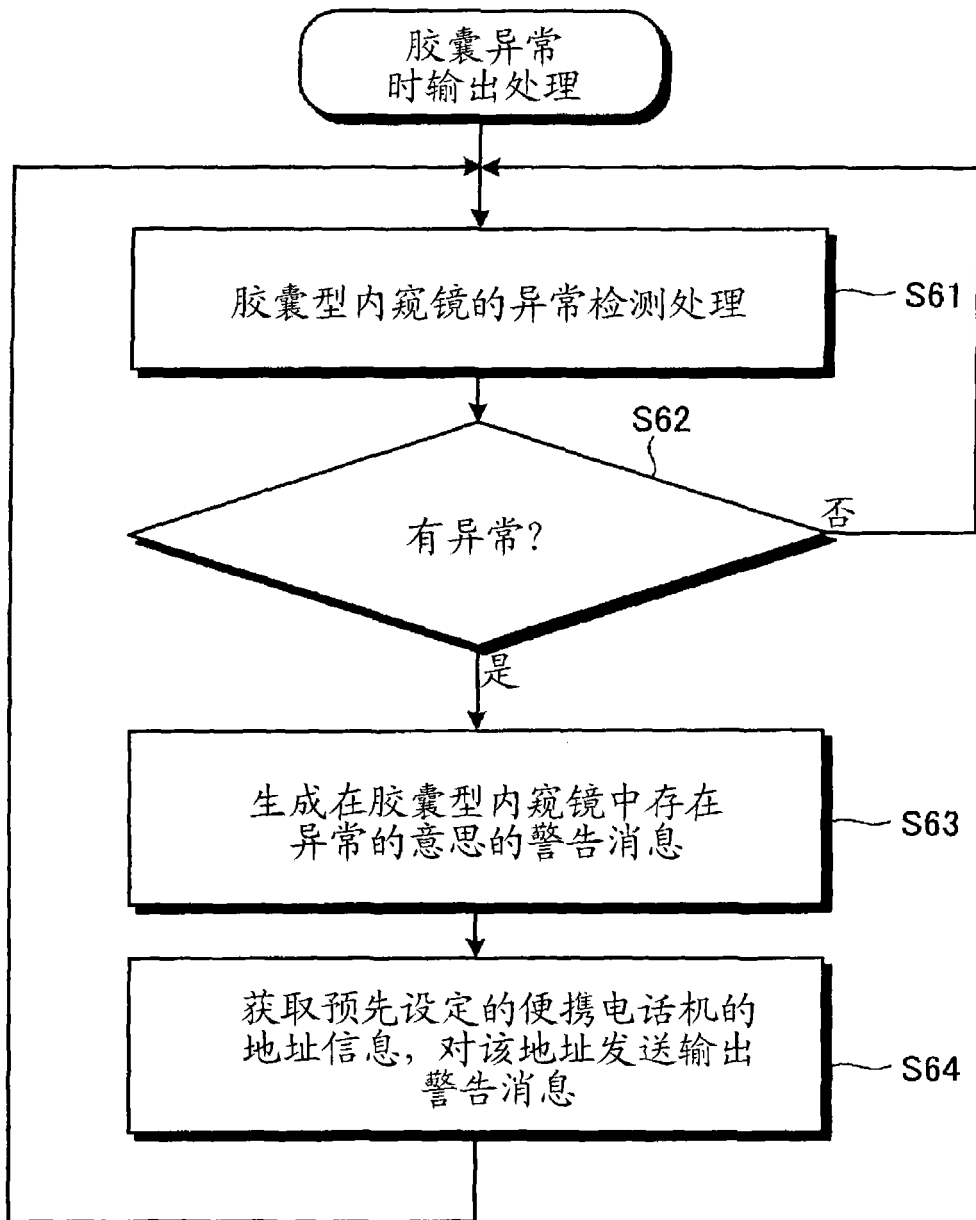 胶囊异常
时输出处理
胶囊型内窥镜的异常检测处理
S61
S62
有异常?
否
是
生成在胶囊型内窥镜中存在
异常的意思的警告消息
S63
获取预先设定的便携电话机的
地址信息，对该地址发送输出
警告消息
S64